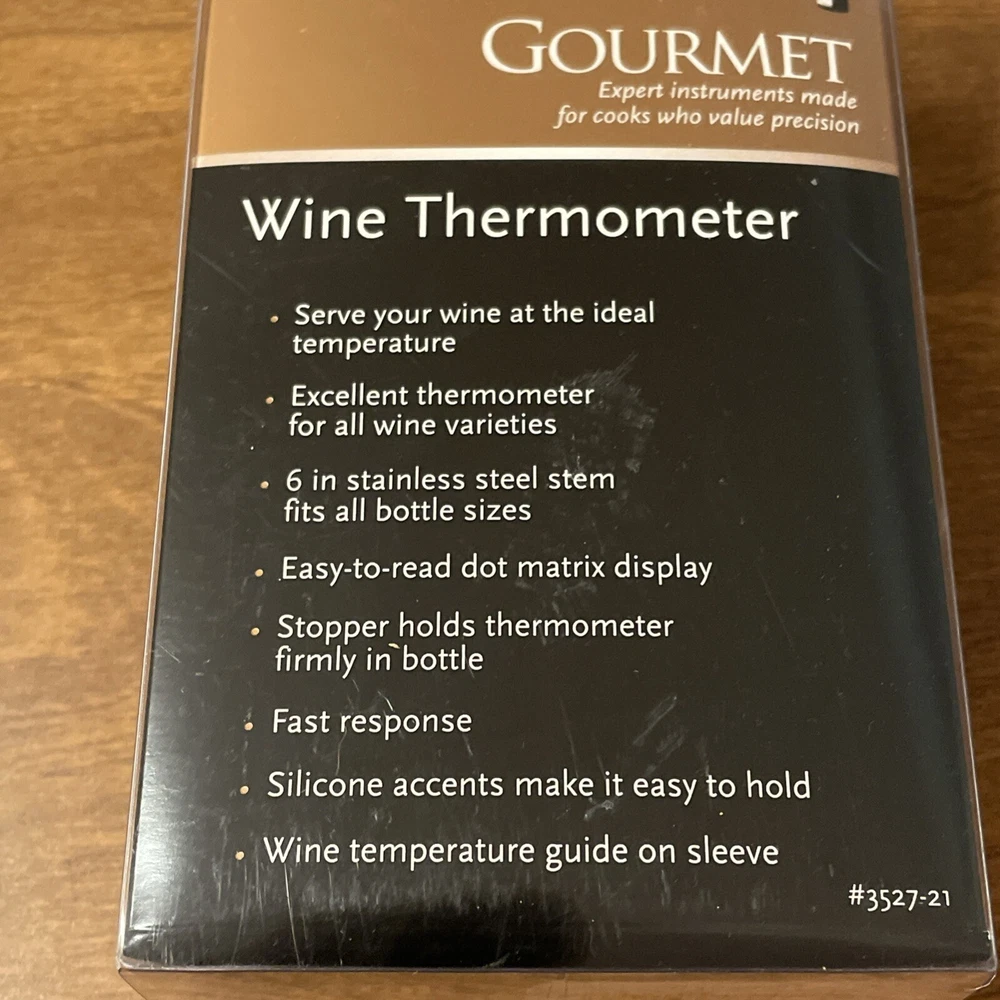 GOURMET
Expert instruments made
for cooks who value precision
Wine Thermometer
• Serve your wine at the ideal
temperature
• Excellent thermometer
for all wine varieties
• 6 in stainless steel stem
fits all bottle sizes
• Easy-to-read dot matrix display
• Stopper holds thermometer
firmly in bottle
• Fast response
• Silicone accents make it easy to hold
• Wine temperature guide on sleeve
#3527-21